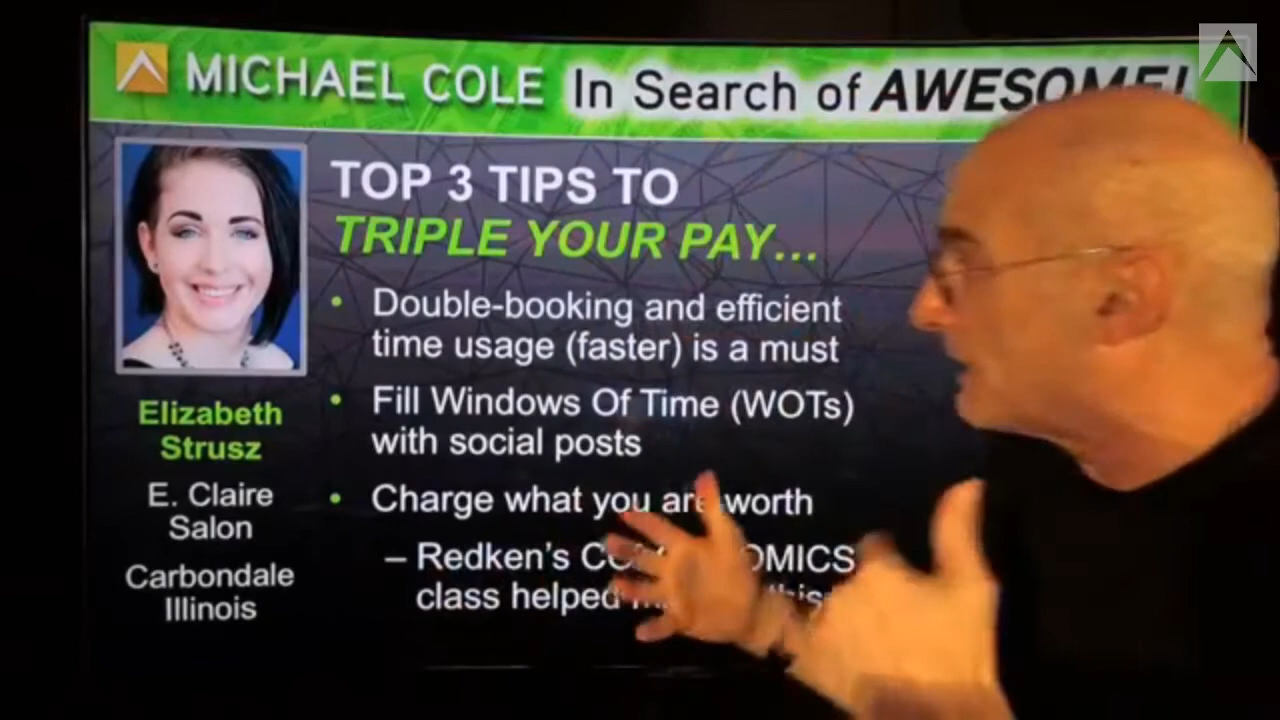 MICHAEL COLE In Search of AWESOME!
TOP 3 TIPS TO
TRIPLE YOUR PAY...
• Double-booking and efficient
time usage (faster) is a must
• Fill Windows Of Time (WOTs)
with social posts
• Charge what you are worth
– Redken's
class helped
Elizabeth
Strusz
E. Claire
Salon
Carbondale
Illinois